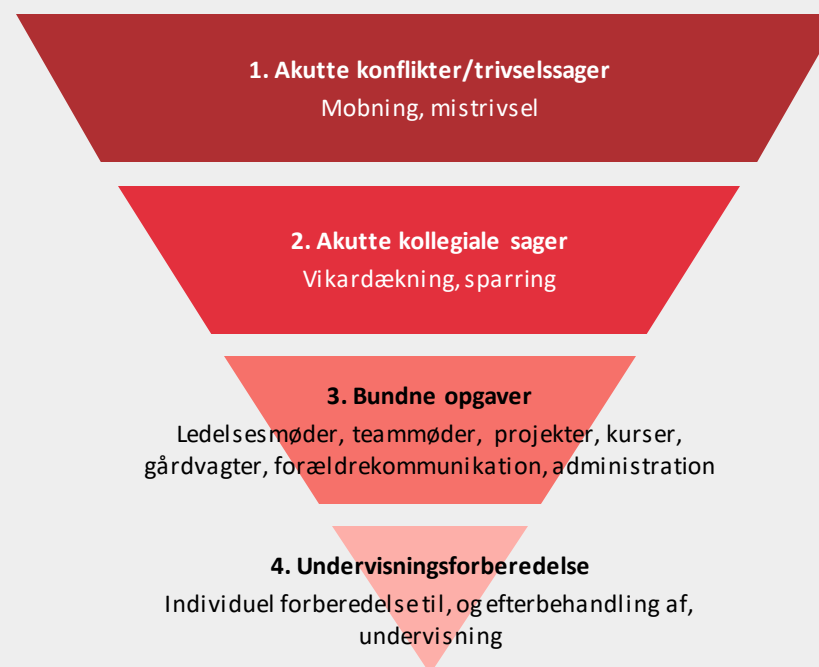 1. Akutte konflikter/trivselssager
Mobning, mistrivsel
2. Akutte kollegiale sager
Vikardækning, sparring
3. Bundne opgaver
Ledelsesmøder, teammøder, projekter, kurser,
gårdvagter, forældrekommunikation, administration
4. Undervisningsforberedelse
Individuel forberedelse til, og efterbehandling af,
undervisning